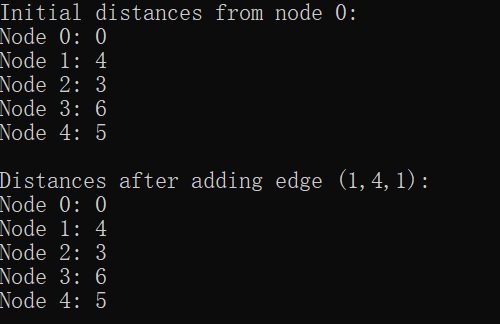 Initial distances from node 0:
Node 0: 0
Node 1: 4
Node 2: 3
Node 3: 6
Node 4: 5
Distances after adding edge (1,4,1):
Node 0: 0
Node 1: 4
Node 2: 3
Node 3: 6
Node 4: 5